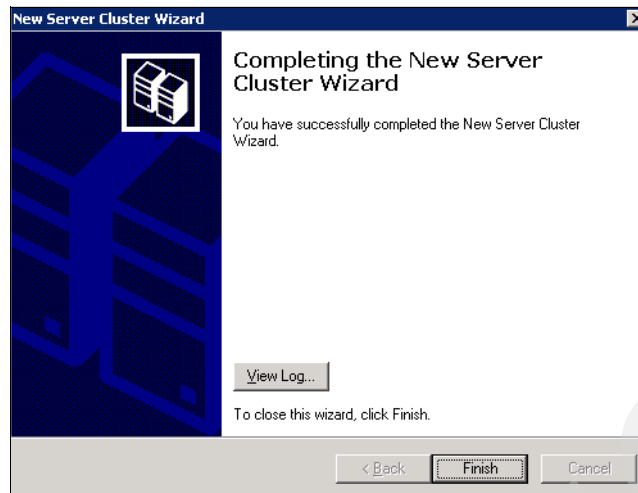 New Server Cluster Wizard
Completing the New Server
Cluster Wizard
You have successfully completed the New Server Cluster
Wizard.
View Log...
To close this wizard, click Finish.
< Back
Finish
Cancel